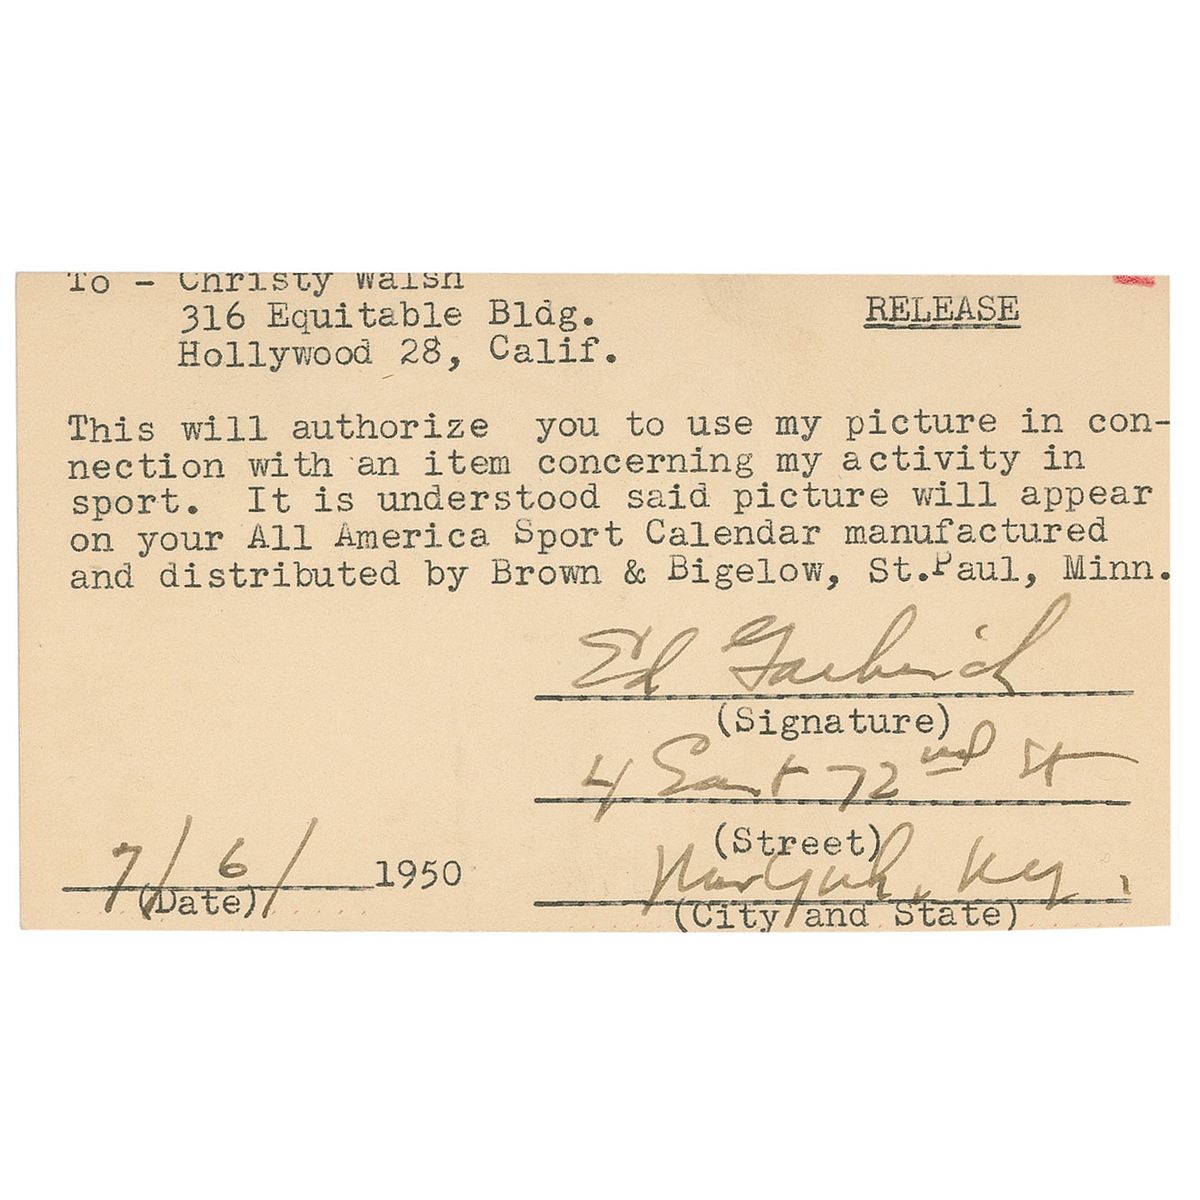 To - Christy Walsh
316 Equitable Bldg.
Hollywood 28, Calif.
RELEASE
This will authorize you to use my picture in con-
nection with an item concerning my activity in
sport. It is understood said picture will appear
on your All America Sport Calendar manufactured
and distributed by Brown & Bigelow, St.Paul, Minn.
Ed
(Signature)
4 East 72nd St
(Street)
7/6/ 1950
(Date)
New York, N.Y.
(City and State)